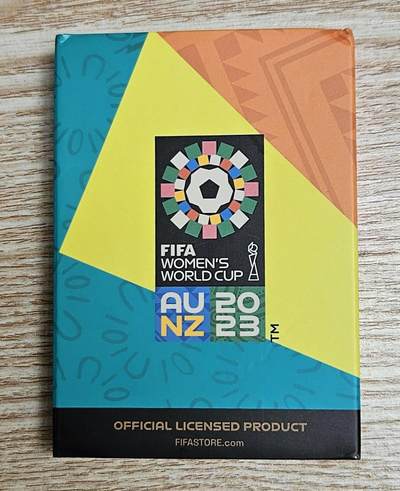 FIFA
WOMEN'S
WORLD CUP
AU 20
NZ 23
TM
OFFICIAL LICENSED PRODUCT
FIFASTORE.com